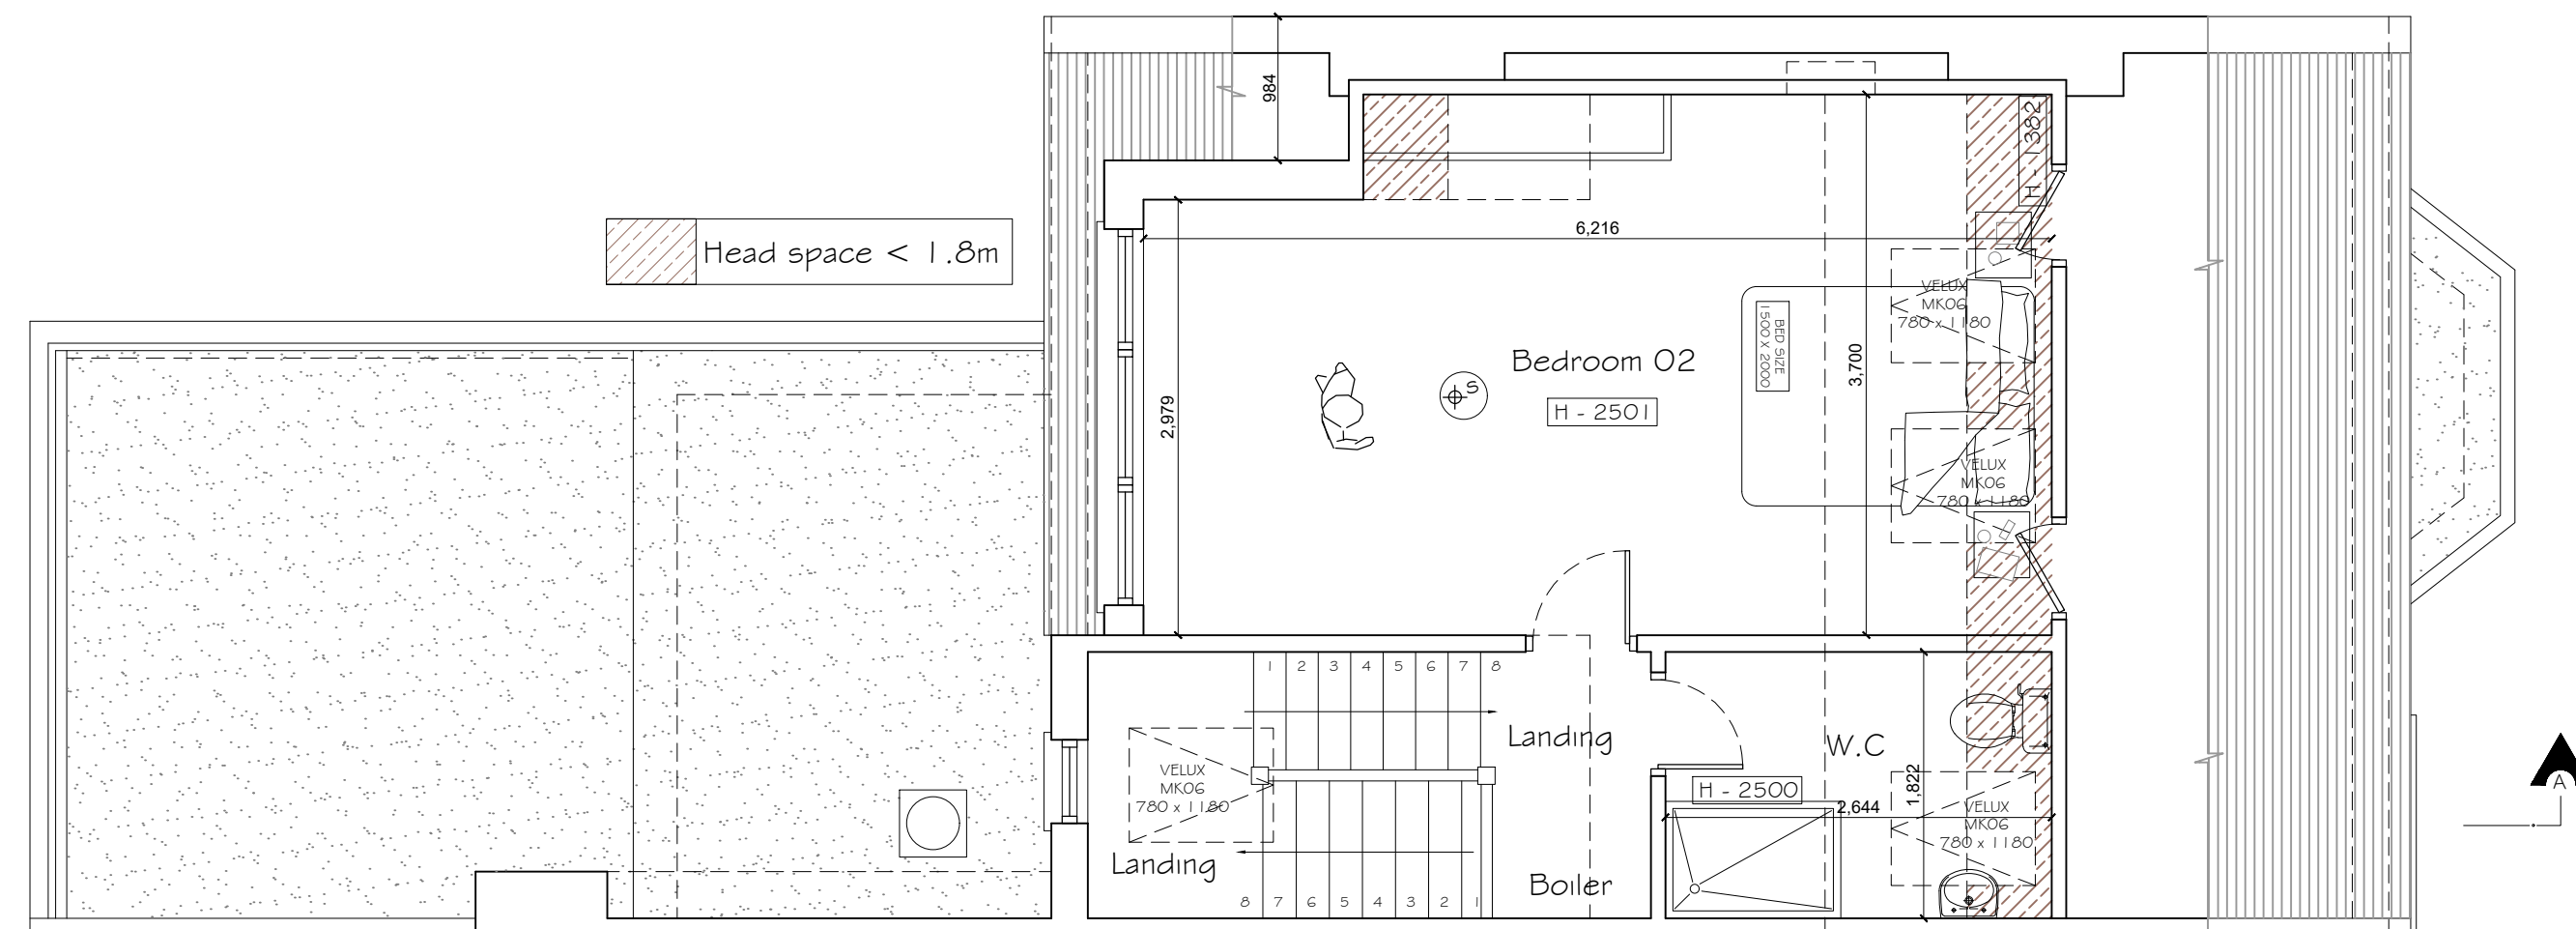 984
H - 1382
Head space < 1.8m
6,216
VELUX
MK06
780 x 1180
BED SIZE
1500 X 2000
Bedroom 02
3,700
S
H - 2501
2,979
VELUX
MK06
780 x 1180
1 2 3 4 5 6 7 8
Landing
W.C
VELUX
MK06
780 x 1180
H - 2500
1,822
2,644
VELUX
MK06
780 x 1180
A
Landing
Boiler
8 7 6 5 4 3 2 1